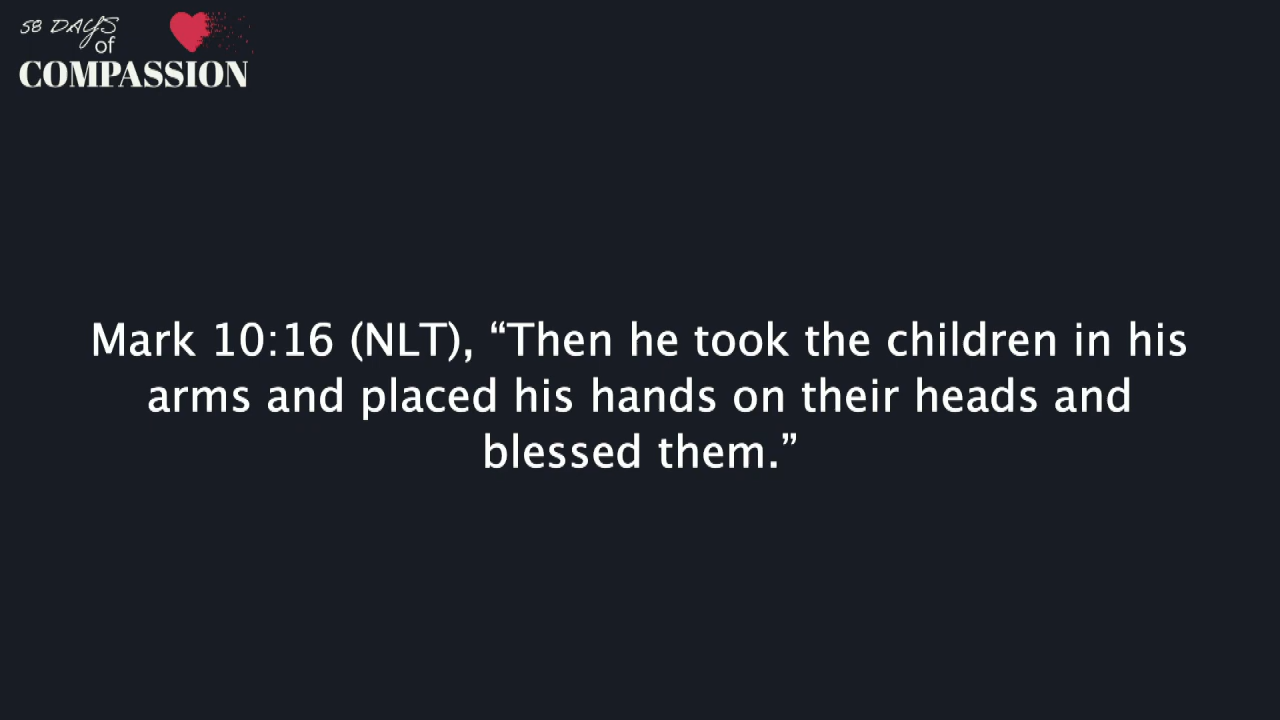 58 DAYS
of
COMPASSION
Mark 10:16 (NLT), “Then he took the children in his
arms and placed his hands on their heads and
blessed them.”